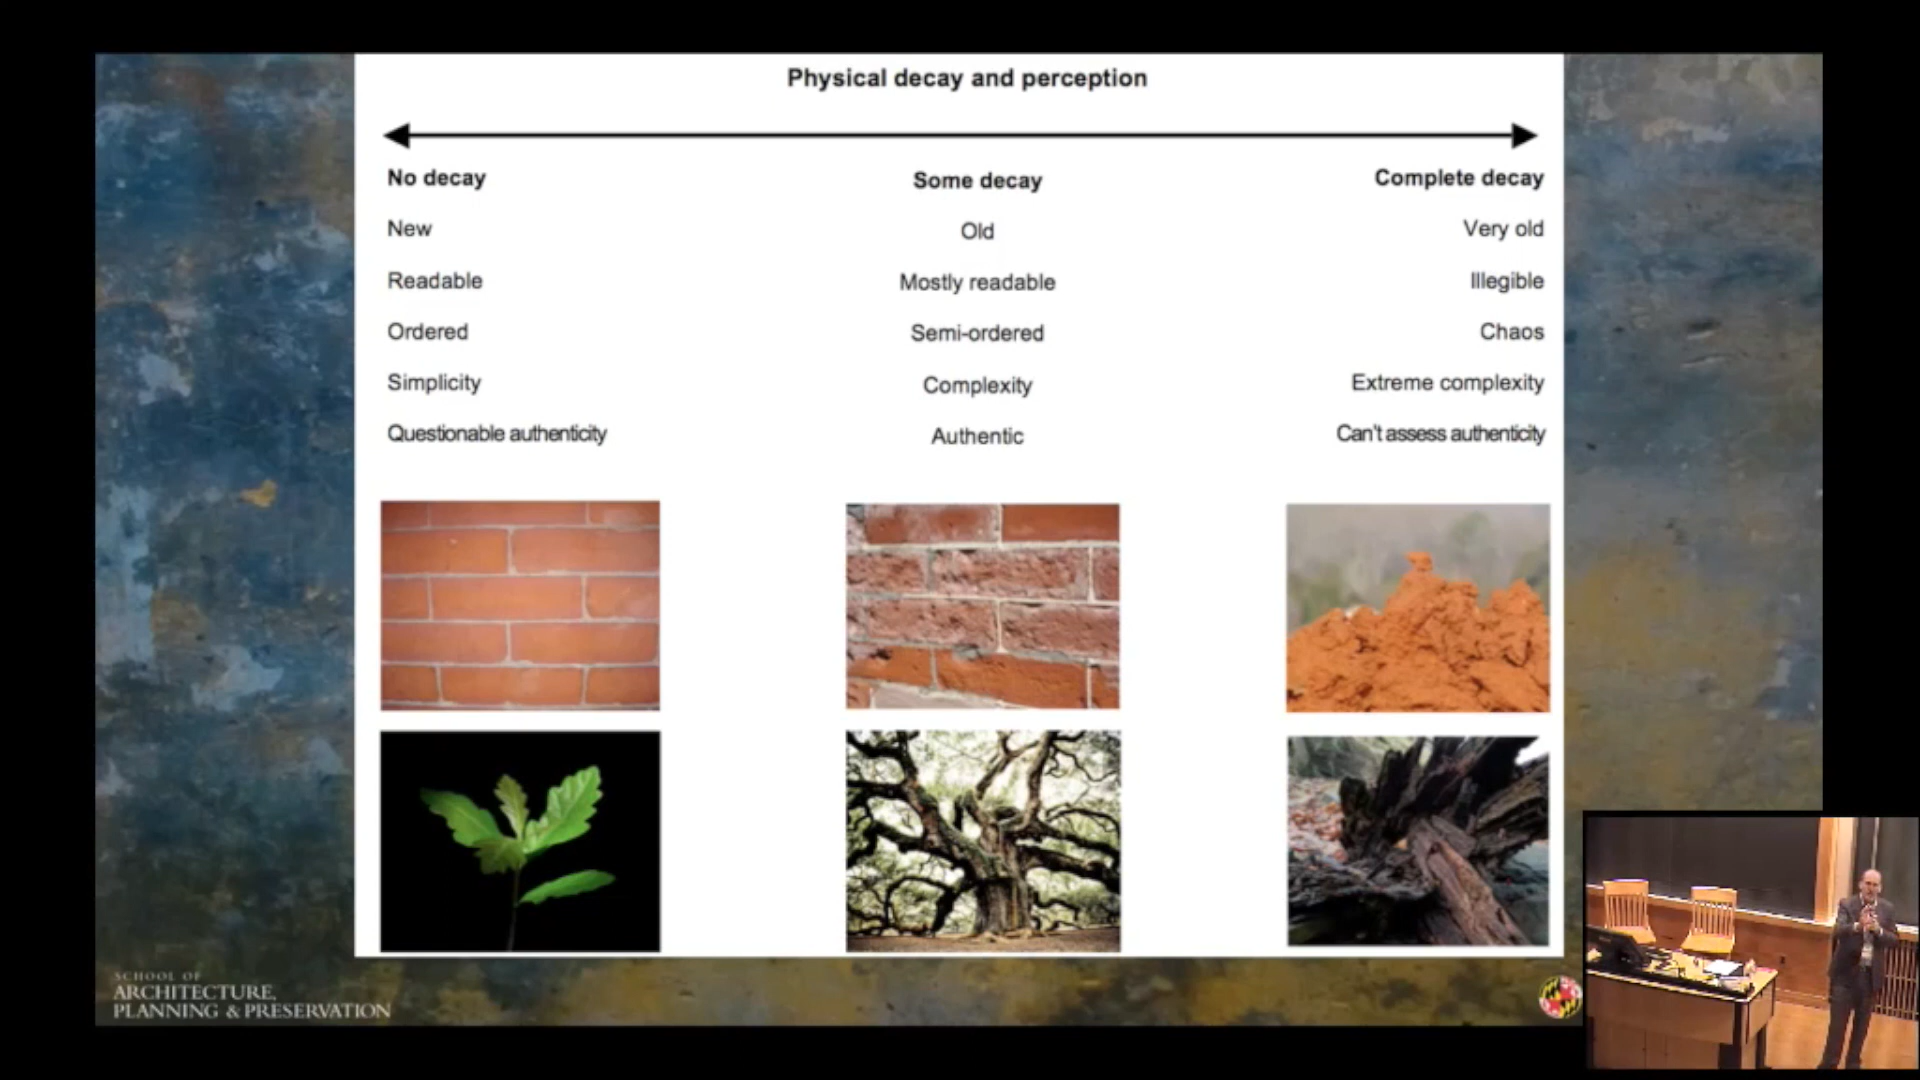 Physical decay and perception
No decay
Some decay
Complete decay
New
Old
Very old
Readable
Mostly readable
Illegible
Ordered
Semi-ordered
Chaos
Simplicity
Complexity
Extreme complexity
Questionable authenticity
Authentic
Can't assess authenticity
SCHOOL OF
ARCHITECTURE,
PLANNING & PRESERVATION